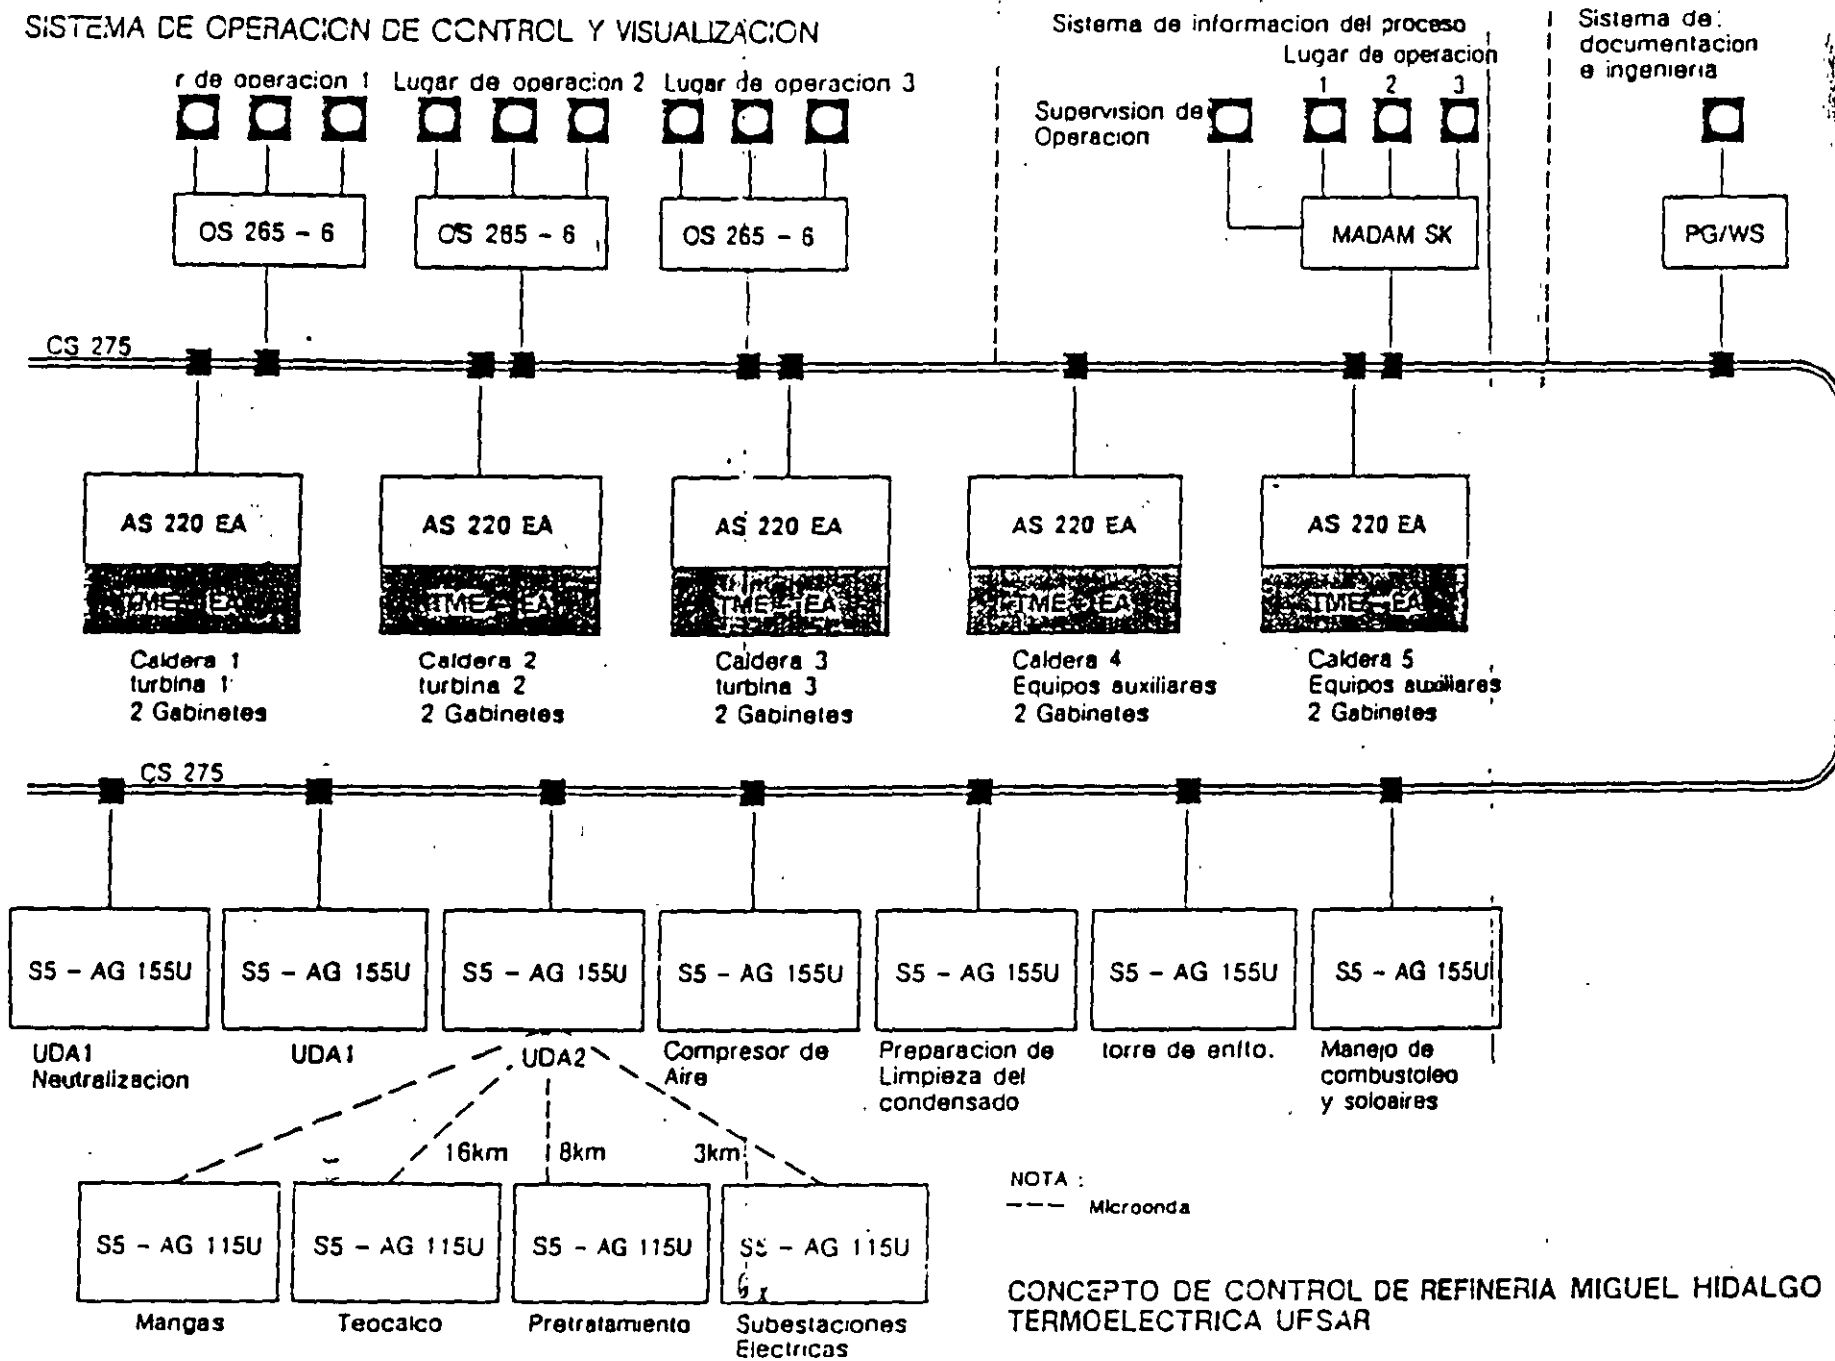 SISTEMA DE OPERACION DE CONTROL Y VISUALIZACION
Sistema de informacion del proceso
Lugar de operacion
1 2 3
Sistema de
documentacion
e ingenieria
r de operacion 1
Lugar de operacion 2
Lugar de operacion 3
Supervision de
Operacion
OS 265 - 6
OS 265 - 6
OS 265 - 6
MADAM SK
PG/WS
CS 275
AS 220 EA
AS 220 EA
AS 220 EA
AS 220 EA
AS 220 EA
TME - EA
TME - EA
TME - EA
TME - EA
TME - EA
Caldera 1
turbina 1
2 Gabinetes
Caldera 2
turbina 2
2 Gabinetes
Caldera 3
turbina 3
2 Gabinetes
Caldera 4
Equipos auxiliares
2 Gabinetes
Caldera 5
Equipos auxiliares
2 Gabinetes
CS 275
S5 - AG 155U
S5 - AG 155U
S5 - AG 155U
S5 - AG 155U
S5 - AG 155U
S5 - AG 155U
S5 - AG 155U
UDA1
Neutralizacion
UDA1
UDA2
Compresor de
Aire
Preparacion de
Limpieza del
condensado
torre de enfto.
Manejo de
combustoleo
y soloaires
16km
8km
3km
S5 - AG 115U
S5 - AG 115U
S5 - AG 115U
S5 - AG 115U
Mangas
Teocalco
Pretratamiento
Subestaciones
Electricas
NOTA :
--- Microonda
CONCEPTO DE CONTROL DE REFINERIA MIGUEL HIDALGO
TERMOELECTRICA UFSAR